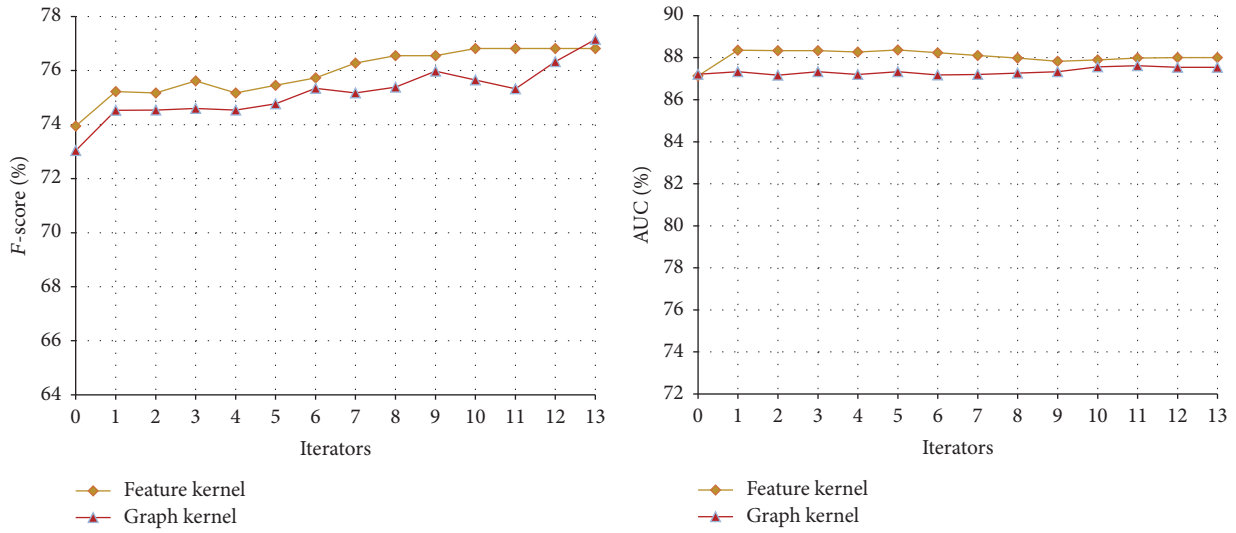 78
76
74
72
70
68
66
64
F-score (%)
0 1 2 3 4 5 6 7 8 9 10 11 12 13
Iterators
Feature kernel
Graph kernel
90
88
86
84
82
80
78
76
74
72
AUC (%)
0 1 2 3 4 5 6 7 8 9 10 11 12 13
Iterators
Feature kernel
Graph kernel